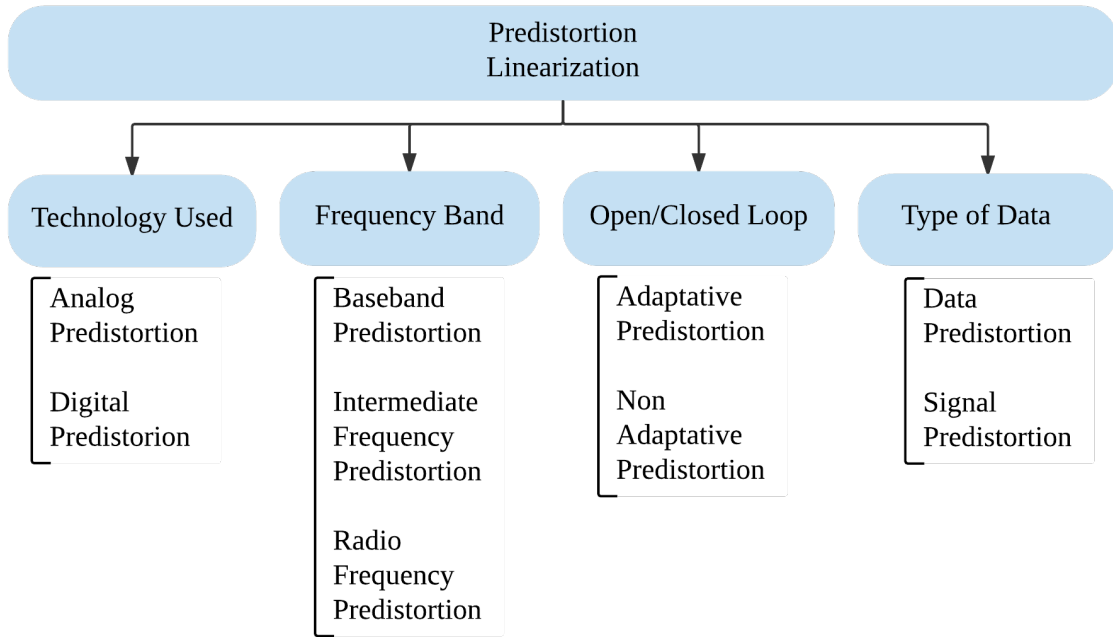 Predistortion
Linearization
Technology Used
Frequency Band
Open/Closed Loop
Type of Data
Analog
Predistortion
Digital
Predistorion
Baseband
Predistortion
Intermediate
Frequency
Predistortion
Radio
Frequency
Predistortion
Adaptative
Predistortion
Non
Adaptative
Predistortion
Data
Predistortion
Signal
Predistortion